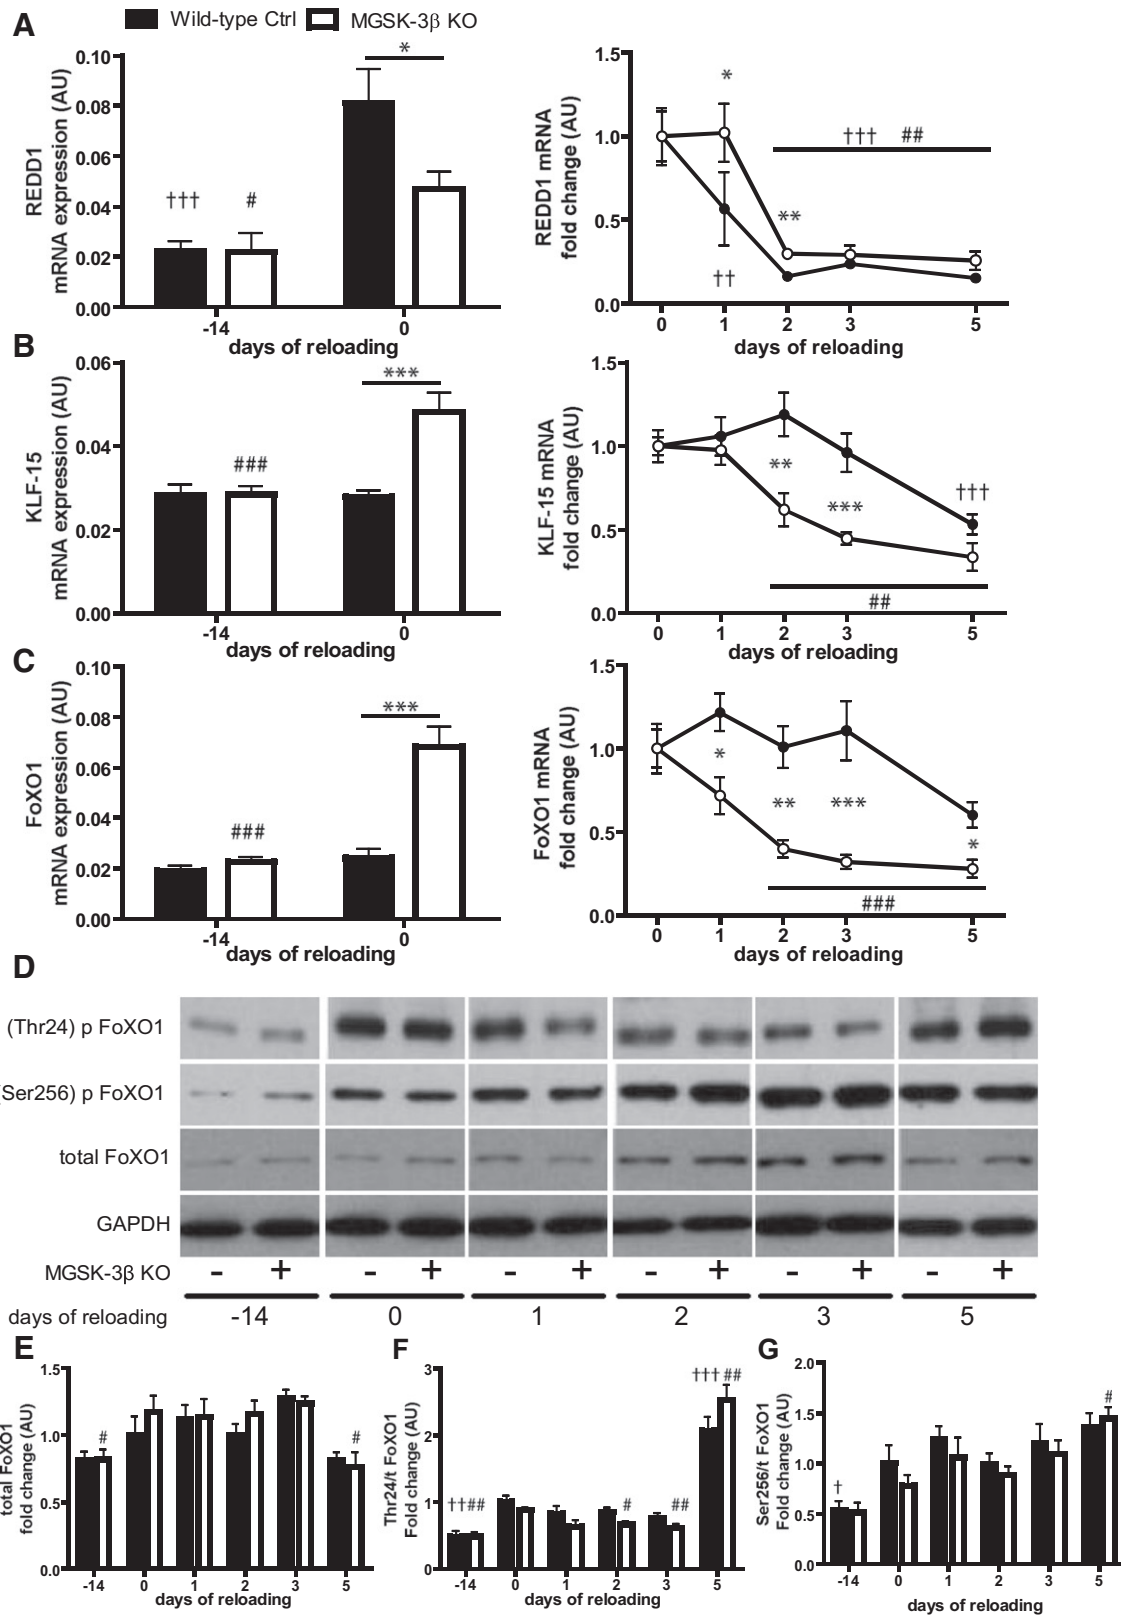 A
Wild-type Ctrl
MGSK-3β KO
REDD1
mRNA expression (AU)
0.10
0.08
0.06
0.04
0.02
0.00
†††
#
*
-14
0
days of reloading
REDD1 mRNA
fold change (AU)
1.5
1.0
0.5
0.0
*
††
**
††† ##
0 1 2 3 5
days of reloading
B
KLF-15
mRNA expression (AU)
0.06
0.04
0.02
0.00
###
***
-14
0
days of reloading
KLF-15 mRNA
fold change (AU)
1.5
1.0
0.5
0.0
**
***
†††
##
0 1 2 3 5
days of reloading
C
FoXO1
mRNA expression (AU)
0.10
0.08
0.06
0.04
0.02
0.00
###
***
-14
0
days of reloading
FoXO1 mRNA
fold change (AU)
1.5
1.0
0.5
0.0
*
**
***
*
###
0 1 2 3 5
days of reloading
D
(Thr24) p FoXO1
(Ser256) p FoXO1
total FoXO1
GAPDH
MGSK-3β KO - + - + - + - + - + - +
days of reloading -14 0 1 2 3 5
E
total FoXO1
fold change (AU)
1.5
1.0
0.5
0.0
#
#
-14 0 1 2 3 5
days of reloading
F
Thr24/t FoXO1
Fold change (AU)
3
2
1
0
††##
#
##
††† ##
-14 0 1 2 3 5
days of reloading
G
Ser256/t FoXO1
Fold change (AU)
2.0
1.5
1.0
0.5
0.0
†
#
-14 0 1 2 3 5
days of reloading